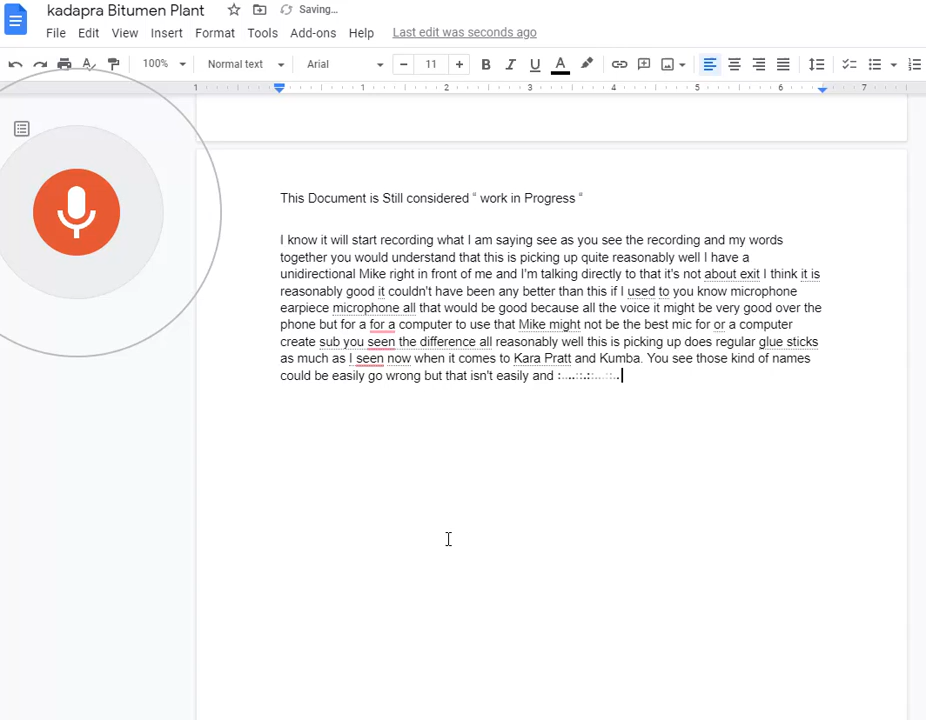 kadapra Bitumen Plant Saving...
File Edit View Insert Format Tools Add-ons Help Last edit was seconds ago
100% Normal text Arial 11 B I U A
1 1 2 3 4 5 6 7
This Document is Still considered “ work in Progress “
I know it will start recording what I am saying see as you see the recording and my words
together you would understand that this is picking up quite reasonably well I have a
unidirectional Mike right in front of me and I'm talking directly to that it's not about exit I think it is
reasonably good it couldn't have been any better than this if I used to you know microphone
earpiece microphone all that would be good because all the voice it might be very good over the
phone but for a for a computer to use that Mike might not be the best mic for or a computer
create sub you seen the difference all reasonably well this is picking up does regular glue sticks
as much as I seen now when it comes to Kara Pratt and Kumba. You see those kind of names
could be easily go wrong but that isn't easily and